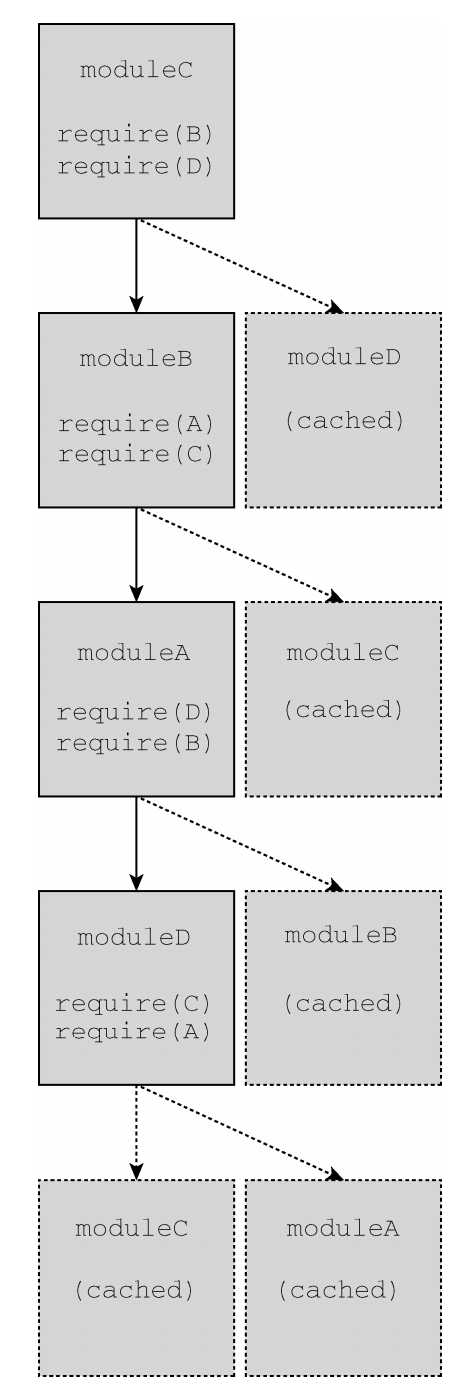 moduleC
require(B)
require(D)
moduleB
require(A)
require(C)
moduleD
(cached)
moduleA
require(D)
require(B)
moduleC
(cached)
moduleD
require(C)
require(A)
moduleB
(cached)
moduleC
(cached)
moduleA
(cached)